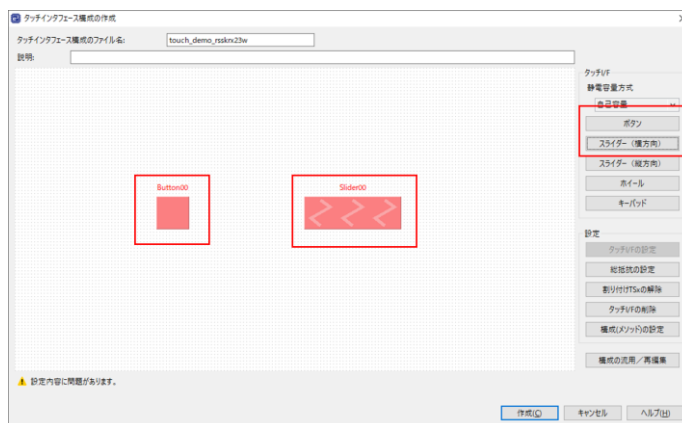 タッチインタフェース構成の作成
タッチインタフェース構成のファイル名:
touch_demo_rsskrx23w
説明:
タッチI/F
静電容量方式
自己容量
ボタン
スライダー（横方向）
スライダー（縦方向）
ホイール
キーパッド
Button00
Slider00
設定
タッチI/Fの設定
総抵抗の設定
割り付けTSxの解除
タッチI/Fの削除
構成(メソッド)の設定
構成の流用／再編集
設定内容に問題があります。
作成(C)
キャンセル
ヘルプ(H)